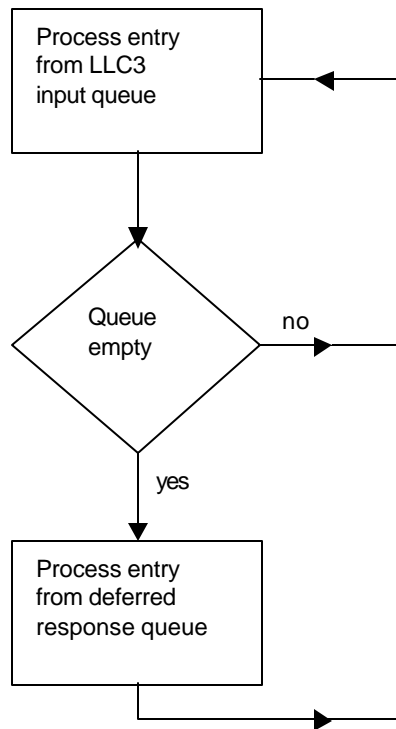 Process entry
from LLC3
input queue
Queue
empty
no
yes
Process entry
from deferred
response queue